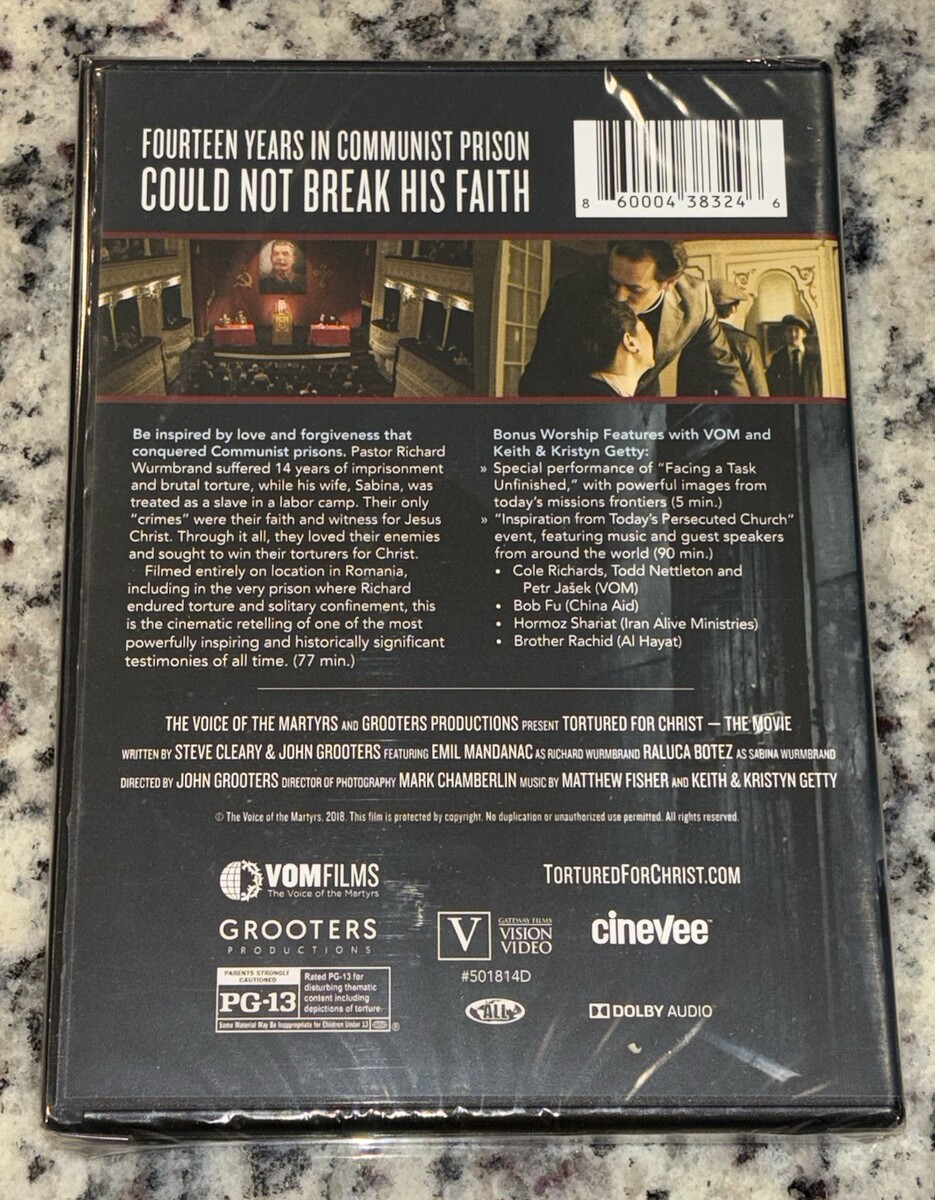 FOURTEEN YEARS IN COMMUNIST PRISON
COULD NOT BREAK HIS FAITH
8 60004 38324 6
Be inspired by love and forgiveness that
conquered Communist prisons. Pastor Richard
Wurmbrand suffered 14 years of imprisonment
and brutal torture, while his wife, Sabina, was
treated as a slave in a labor camp. Their only
“crimes” were their faith and witness for Jesus
Christ. Through it all, they loved their enemies
and sought to win their torturers for Christ.
Filmed entirely on location in Romania,
including in the very prison where Richard
endured torture and solitary confinement, this
is the cinematic retelling of one of the most
powerfully inspiring and historically significant
testimonies of all time. (77 min.)
Bonus Worship Features with VOM and
Keith & Kristyn Getty:
» Special performance of “Facing a Task
Unfinished,” with powerful images from
today’s missions frontiers (5 min.)
» “Inspiration from Today’s Persecuted Church”
event, featuring music and guest speakers
from around the world (90 min.)
• Cole Richards, Todd Nettleton and
Petr Jašek (VOM)
• Bob Fu (China Aid)
• Hormoz Shariat (Iran Alive Ministries)
• Brother Rachid (Al Hayat)
THE VOICE OF THE MARTYRS AND GROOTERS PRODUCTIONS PRESENT TORTURED FOR CHRIST — THE MOVIE
WRITTEN BY STEVE CLEARY & JOHN GROOTERS FEATURING EMIL MANDANAC AS RICHARD WURMBRAND RALUCA BOTEZ AS SABINA WURMBRAND
DIRECTED BY JOHN GROOTERS DIRECTOR OF PHOTOGRAPHY MARK CHAMBERLIN MUSIC BY MATTHEW FISHER AND KEITH & KRISTYN GETTY
© The Voice of the Martyrs, 2018. This film is protected by copyright. No duplication or unauthorized use permitted. All rights reserved.
VOMFILMS
The Voice of the Martyrs
TORTUREDFORCHRIST.COM
GROOTERS
PRODUCTIONS
V
GATEWAY FILMS
VISION
VIDEO
cineVee™
#501814D
PARENTS STRONGLY
CAUTIONED
PG-13
Rated PG-13 for
disturbing thematic
content including
depictions of torture.
Some Material May Be Inappropriate for Children Under 13
®
ALL
DOLBY AUDIO™